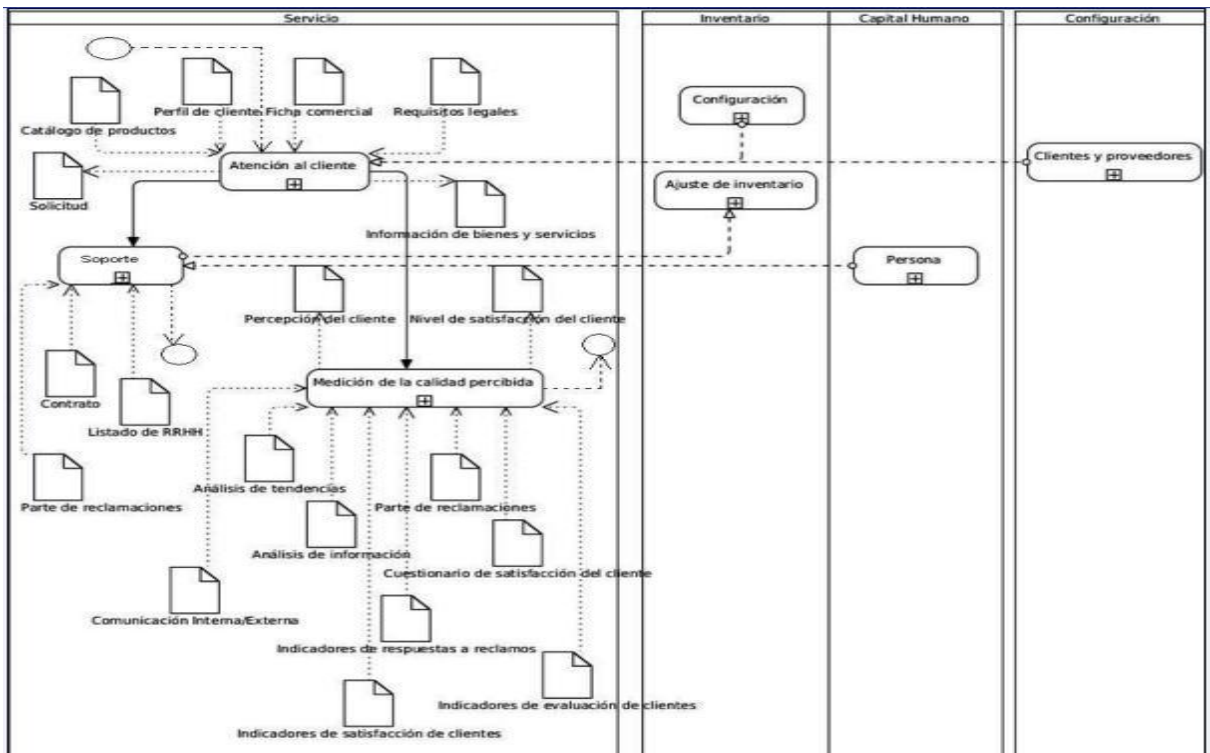 Servicio
Inventario
Capital Humano
Configuración
Configuración
Perfil de cliente
Ficha comercial
Requisitos legales
Catálogo de productos
Atención al cliente
Clientes y proveedores
Ajuste de inventario
Solicitud
Información de bienes y servicios
Soporte
Persona
Percepción del cliente
Nivel de satisfacción del cliente
Medición de la calidad percibida
Contrato
Listado de RRHH
Análisis de tendencias
Parte de reclamaciones
Parte de reclamaciones
Análisis de información
Cuestionario de satisfacción del cliente
Comunicación Interna/Externa
Indicadores de respuestas a reclamos
Indicadores de evaluación de clientes
Indicadores de satisfacción de clientes